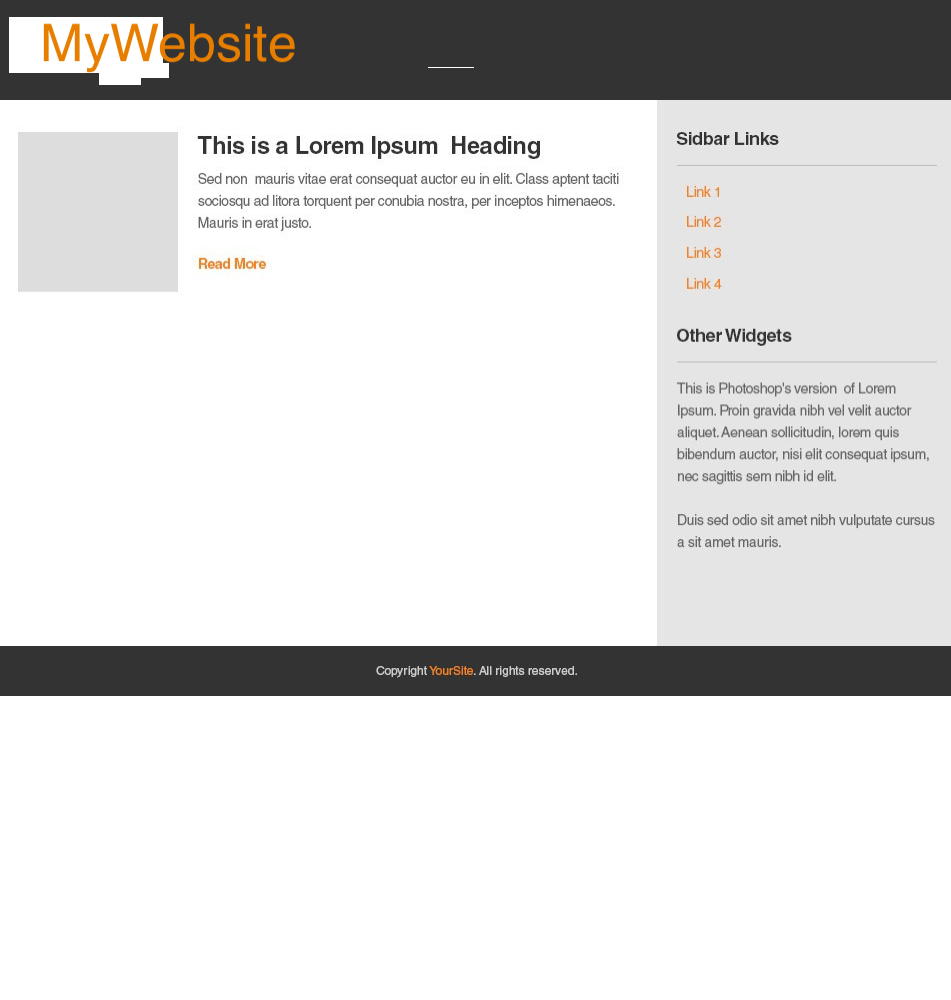 MyWebsite
This is a Lorem Ipsum  Heading
Sed non  mauris vitae erat consequat auctor eu in elit. Class aptent taciti
sociosqu ad litora torquent per conubia nostra, per inceptos himenaeos.
Mauris in erat justo.
Read More
Sidbar Links
Link 1
Link 2
Link 3
Link 4
Other Widgets
This is Photoshop's version  of Lorem
Ipsum. Proin gravida nibh vel velit auctor
aliquet. Aenean sollicitudin, lorem quis
bibendum auctor, nisi elit consequat ipsum,
nec sagittis sem nibh id elit.
Duis sed odio sit amet nibh vulputate cursus
a sit amet mauris.
Copyright YourSite. All rights reserved.